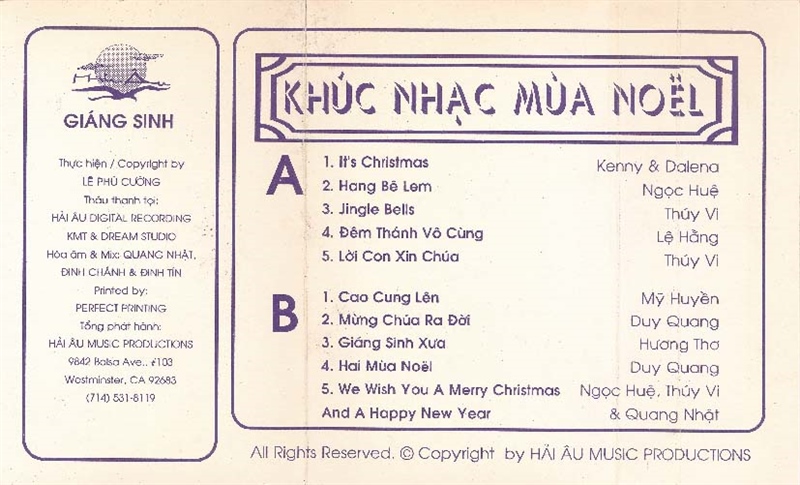 Hải Âu
GIÁNG SINH
Thực hiện / Copyright by
LÊ PHÚ CƯỜNG
Thâu thanh tại:
HẢI ÂU DIGITAL RECORDING
KMT & DREAM STUDIO
Hòa âm & Mix: QUANG NHẬT,
ĐINH CHÁNH & ĐINH TÍN
Printed by:
PERFECT PRINTING
Tổng phát hành:
HẢI ÂU MUSIC PRODUCTIONS
9842 Bolsa Ave., #103
Westminster, CA 92683
(714) 531-8119
KHÚC NHẠC MÙA NOËL
A
1. It's Christmas Kenny & Dalena
2. Hang Bê Lem Ngọc Huệ
3. Jingle Bells Thúy Vi
4. Đêm Thánh Vô Cùng Lệ Hằng
5. Lời Con Xin Chúa Thúy Vi
B
1. Cao Cung Lên Mỹ Huyền
2. Mừng Chúa Ra Đời Duy Quang
3. Giáng Sinh Xưa Hương Thơ
4. Hai Mùa Noël Duy Quang
5. We Wish You A Merry Christmas Ngọc Huệ, Thúy Vi
And A Happy New Year & Quang Nhật
All Rights Reserved. © Copyright by HẢI ÂU MUSIC PRODUCTIONS